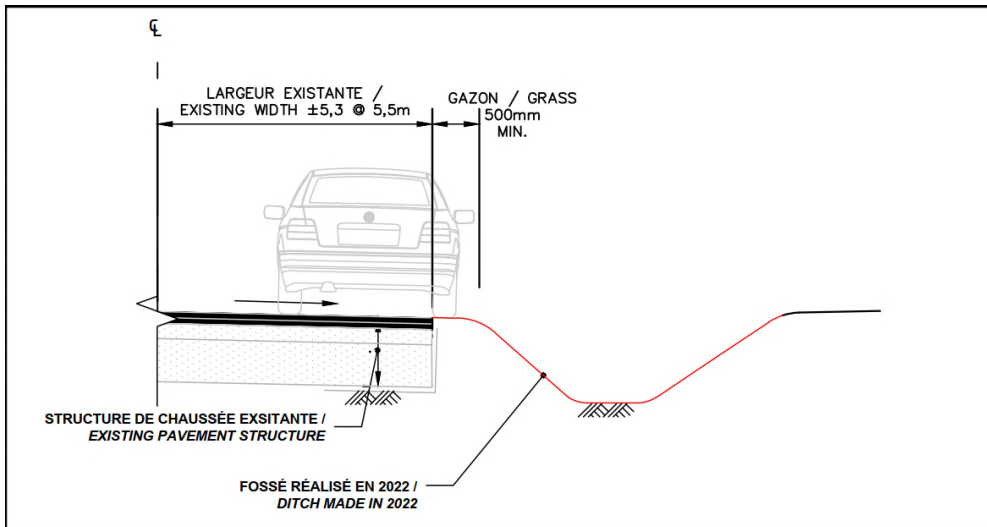 ℄
LARGEUR EXISTANTE /
EXISTING WIDTH ±5,3 @ 5,5m
GAZON / GRASS
500mm
MIN.
STRUCTURE DE CHAUSSÉE EXSITANTE /
EXISTING PAVEMENT STRUCTURE
FOSSÉ RÉALISÉ EN 2022 /
DITCH MADE IN 2022